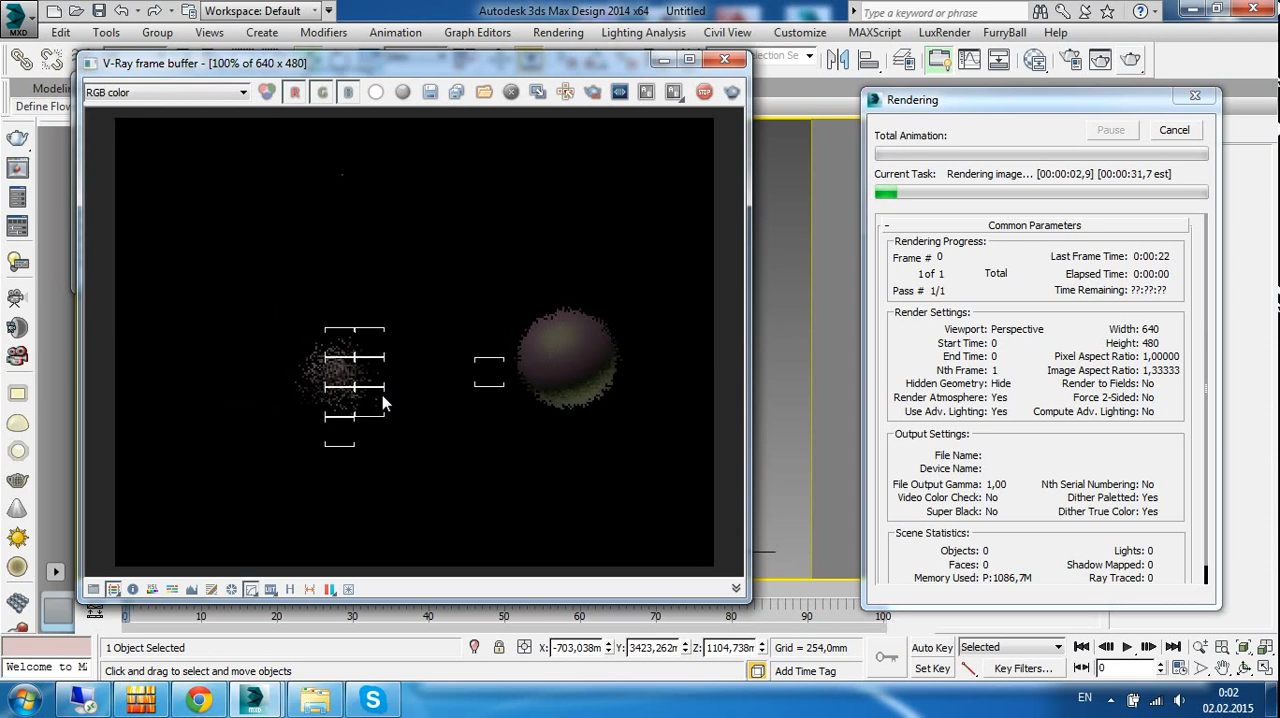 MXD
Workspace: Default
Autodesk 3ds Max Design 2014 x64
Untitled
Type a keyword or phrase
Edit
Tools
Group
Views
Create
Modifiers
Animation
Graph Editors
Rendering
Lighting Analysis
Civil View
Customize
MAXScript
LuxRender
FurryBall
Help
V-Ray frame buffer - [100% of 640 x 480]
RGB color
R
G
B
STOP
Rendering
Total Animation:
Pause
Cancel
Current Task:
Rendering image... [00:00:02,9] [00:00:31,7 est]
- Common Parameters
Rendering Progress:
Frame # 0
Last Frame Time: 0:00:22
1 of 1
Total
Elapsed Time: 0:00:00
Pass # 1/1
Time Remaining: ??:??:??
Render Settings:
Viewport: Perspective
Width: 640
Start Time: 0
Height: 480
End Time: 0
Pixel Aspect Ratio: 1,00000
Nth Frame: 1
Image Aspect Ratio: 1,33333
Hidden Geometry: Hide
Render to Fields: No
Render Atmosphere: Yes
Force 2-Sided: No
Use Adv. Lighting: Yes
Compute Adv. Lighting: No
Output Settings:
File Name:
Device Name:
File Output Gamma: 1,00
Nth Serial Numbering: No
Video Color Check: No
Dither Paletted: Yes
Super Black: No
Dither True Color: Yes
Scene Statistics:
Objects: 0
Lights: 0
Faces: 0
Shadow Mapped: 0
Memory Used: P:1086,7M
Ray Traced: 0
Modelin
Define Flow
0 10 20 30 40 50 60 70 80 90 100
1 Object Selected
X: -703,038m
Y: 3423,262m
Z: 1104,738m
Grid = 254,0mm
Auto Key
Selected
Welcome to M
Click and drag to select and move objects
Add Time Tag
Set Key
Key Filters...
0
EN
0:02
02.02.2015